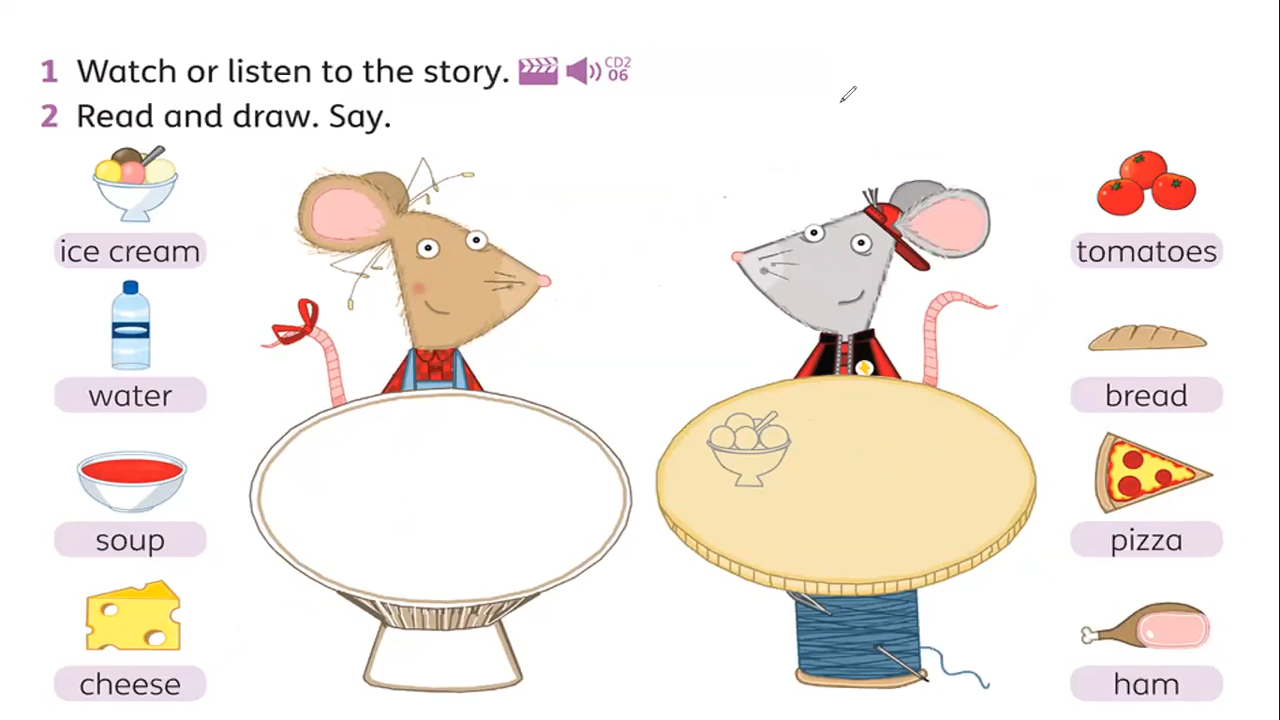 1 Watch or listen to the story. CD2 06
2 Read and draw. Say.
ice cream
water
soup
cheese
tomatoes
bread
pizza
ham